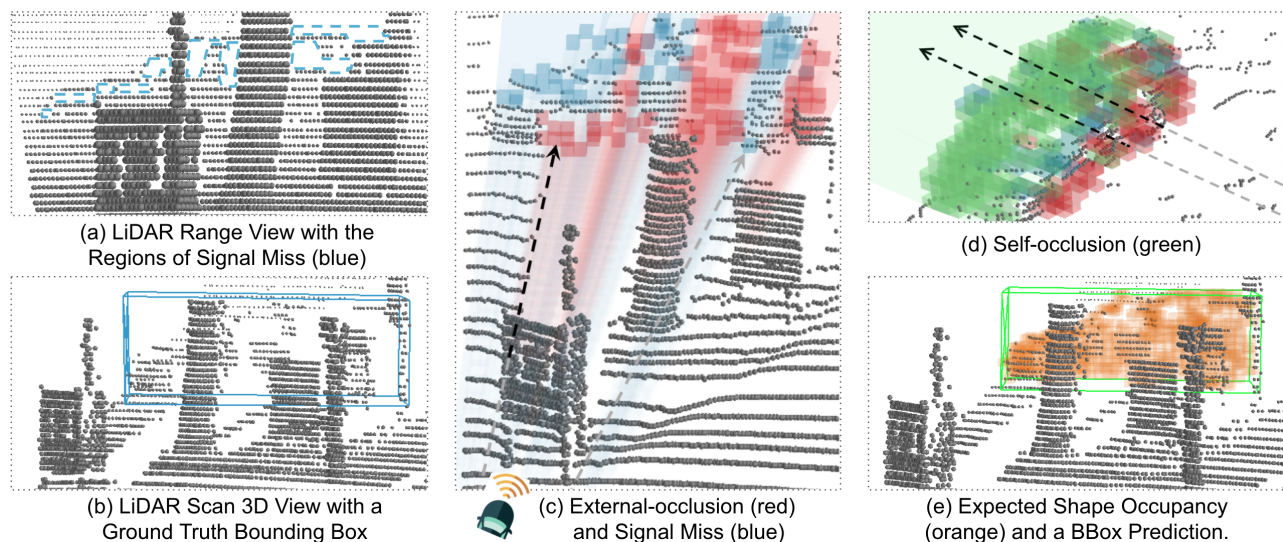 (a) LiDAR Range View with the
Regions of Signal Miss (blue)
(b) LiDAR Scan 3D View with a
Ground Truth Bounding Box
(c) External-occlusion (red)
and Signal Miss (blue)
(d) Self-occlusion (green)
(e) Expected Shape Occupancy
(orange) and a BBox Prediction.